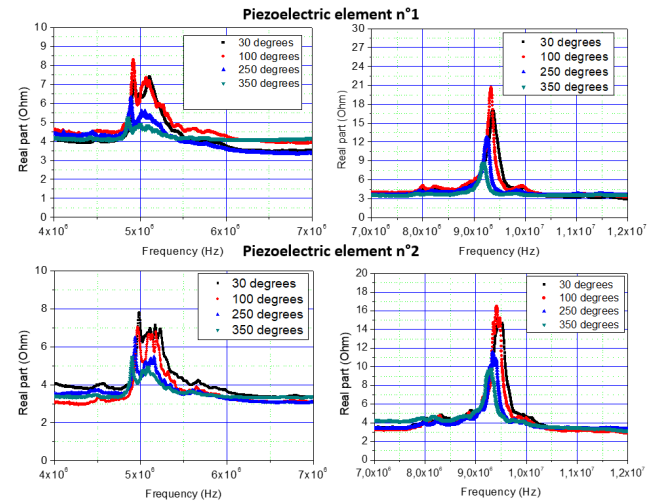 Piezoelectric element n°1
10
9
8
7
6
5
4
3
2
1
0
Real part (Ohm)
30 degrees
100 degrees
250 degrees
350 degrees
4x10⁶
5x10⁶
6x10⁶
7x10⁶
Frequency (Hz)
30
27
24
21
18
15
12
9
6
3
0
Real part (Ohm)
30 degrees
100 degrees
250 degrees
350 degrees
7,0x10⁶
8,0x10⁶
9,0x10⁶
1,0x10⁷
1,1x10⁷
1,2x10⁷
Frequency (Hz)
Piezoelectric element n°2
10
8
6
4
2
0
Real part (Ohm)
30 degrees
100 degrees
250 degrees
350 degrees
4x10⁶
5x10⁶
6x10⁶
7x10⁶
Frequency (Hz)
20
18
16
14
12
10
8
6
4
2
0
Real part (Ohm)
30 degrees
100 degrees
250 degrees
350 degrees
7,0x10⁶
8,0x10⁶
9,0x10⁶
1,0x10⁷
1,1x10⁷
1,2x10⁷
Frequency (Hz)